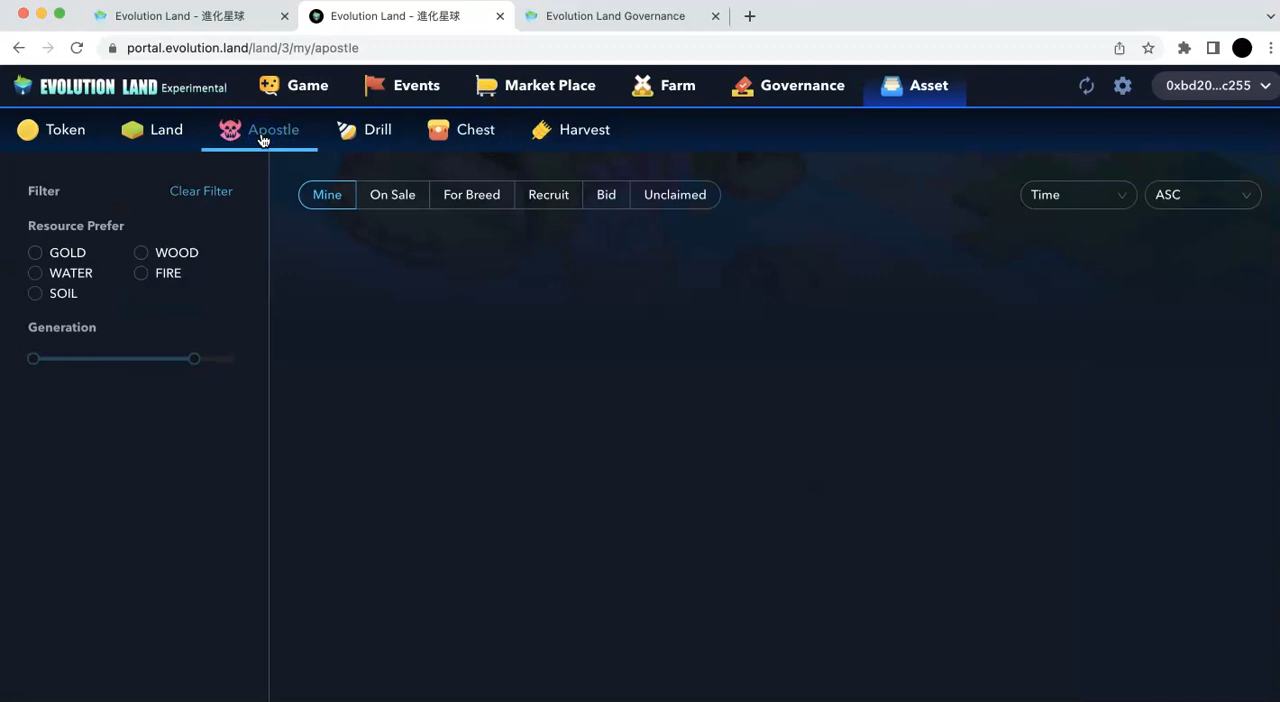 Evolution Land - 進化星球
Evolution Land - 進化星球
Evolution Land Governance
portal.evolution.land/land/3/my/apostle
EVOLUTION LAND Experimental
Game
Events
Market Place
Farm
Governance
Asset
0xbd20...c255
Token
Land
Apostle
Drill
Chest
Harvest
Filter
Clear Filter
Mine
On Sale
For Breed
Recruit
Bid
Unclaimed
Time
ASC
Resource Prefer
GOLD
WOOD
WATER
FIRE
SOIL
Generation